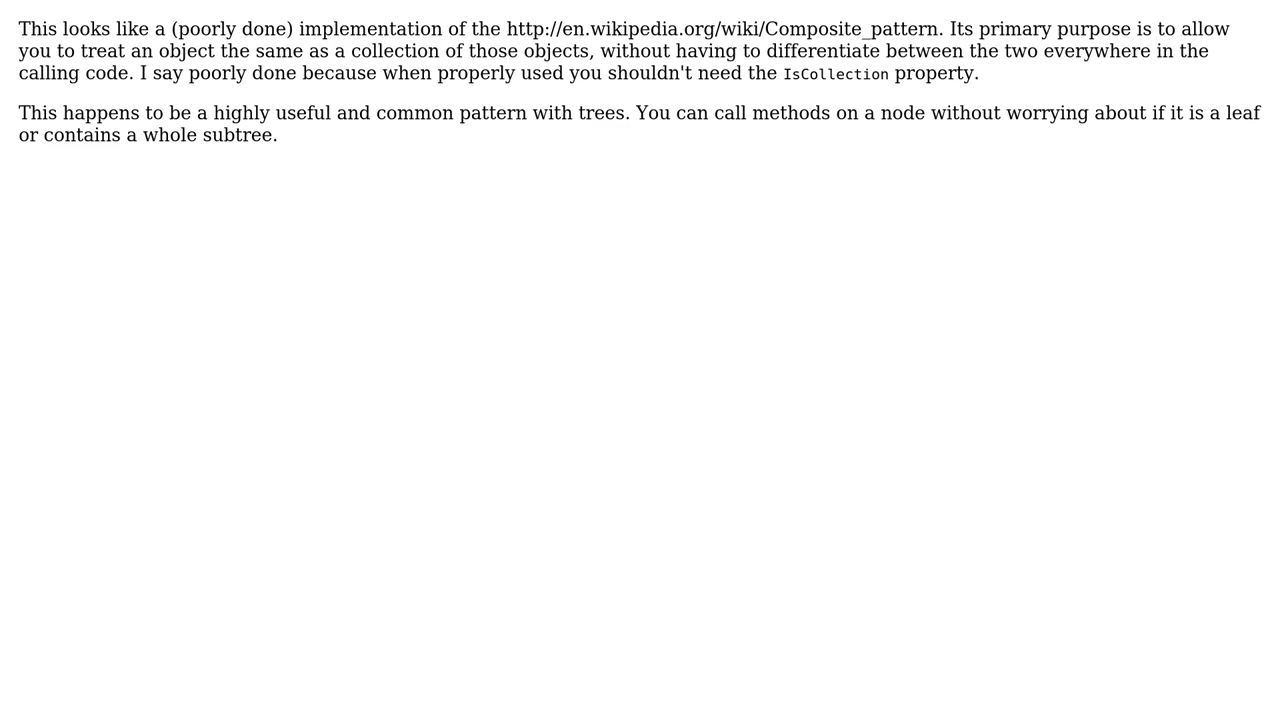 This looks like a (poorly done) implementation of the http://en.wikipedia.org/wiki/Composite_pattern. Its primary purpose is to allow
you to treat an object the same as a collection of those objects, without having to differentiate between the two everywhere in the
calling code. I say poorly done because when properly used you shouldn't need the IsCollection property.
This happens to be a highly useful and common pattern with trees. You can call methods on a node without worrying about if it is a leaf
or contains a whole subtree.